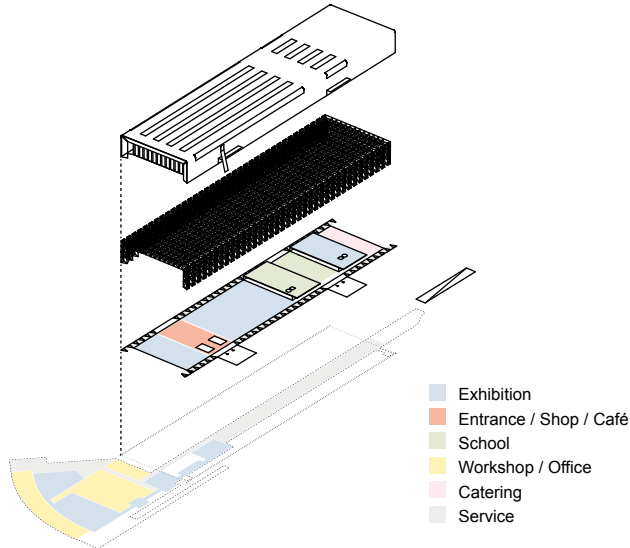 Exhibition
Entrance / Shop / Café
School
Workshop / Office
Catering
Service